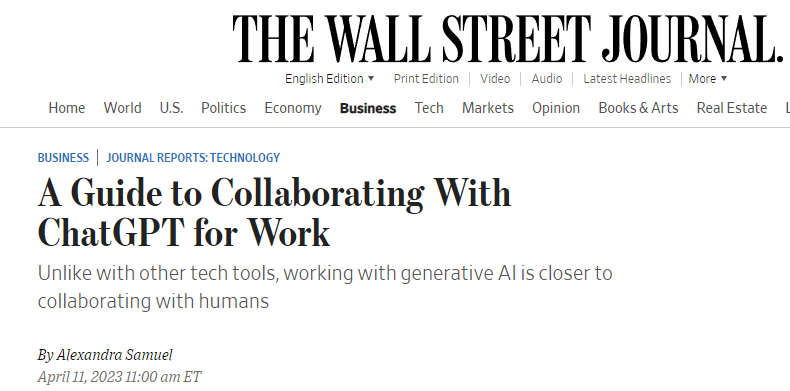 THE WALL STREET JOURNAL.
English Edition ▼ Print Edition | Video | Audio | Latest Headlines | More ▼
Home World U.S. Politics Economy Business Tech Markets Opinion Books & Arts Real Estate
BUSINESS | JOURNAL REPORTS: TECHNOLOGY
A Guide to Collaborating With
ChatGPT for Work
Unlike with other tech tools, working with generative AI is closer to
collaborating with humans
By Alexandra Samuel
April 11, 2023 11:00 am ET